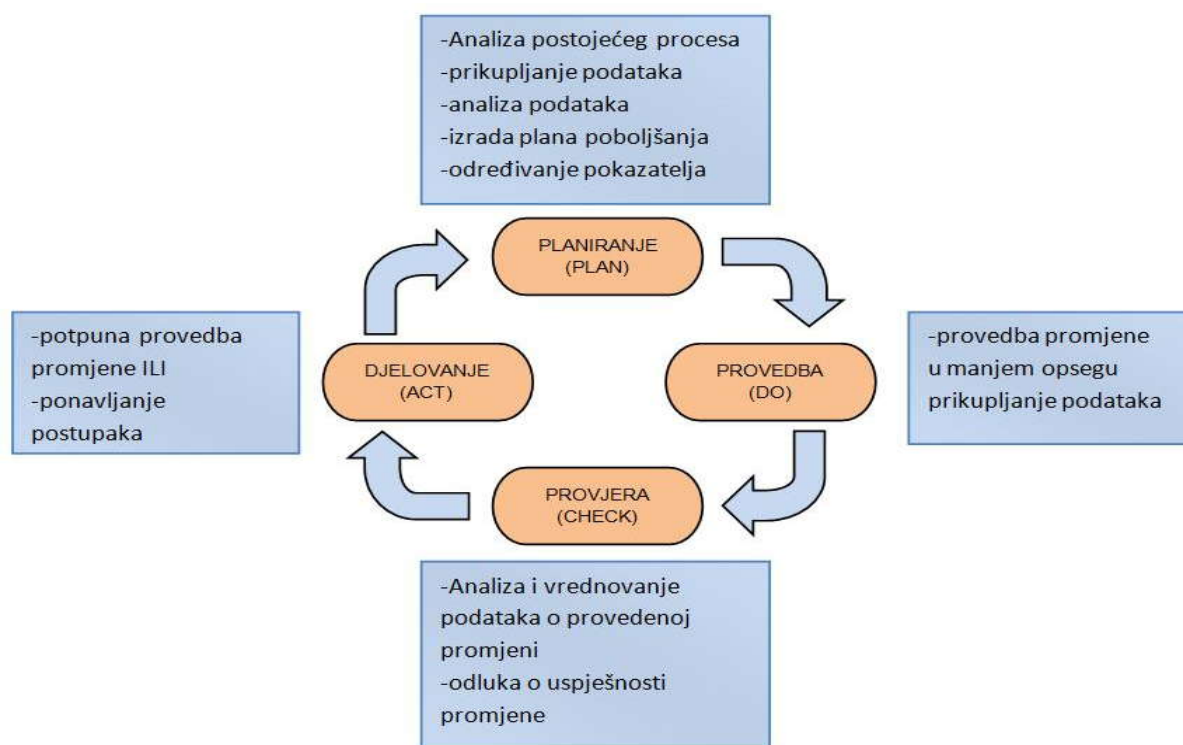 -Analiza postojećeg procesa
-prikupljanje podataka
-analiza podataka
-izrada plana poboljšanja
-određivanje pokazatelja
PLANIRANJE
(PLAN)
-potpuna provedba
promjene ILI
-ponavljanje
postupaka
DJELOVANJE
(ACT)
PROVEDBA
(DO)
-provedba promjene
u manjem opsegu
prikupljanje podataka
PROVJERA
(CHECK)
-Analiza i vrednovanje
podataka o provedenoj
promjeni
-odluka o uspješnosti
promjene